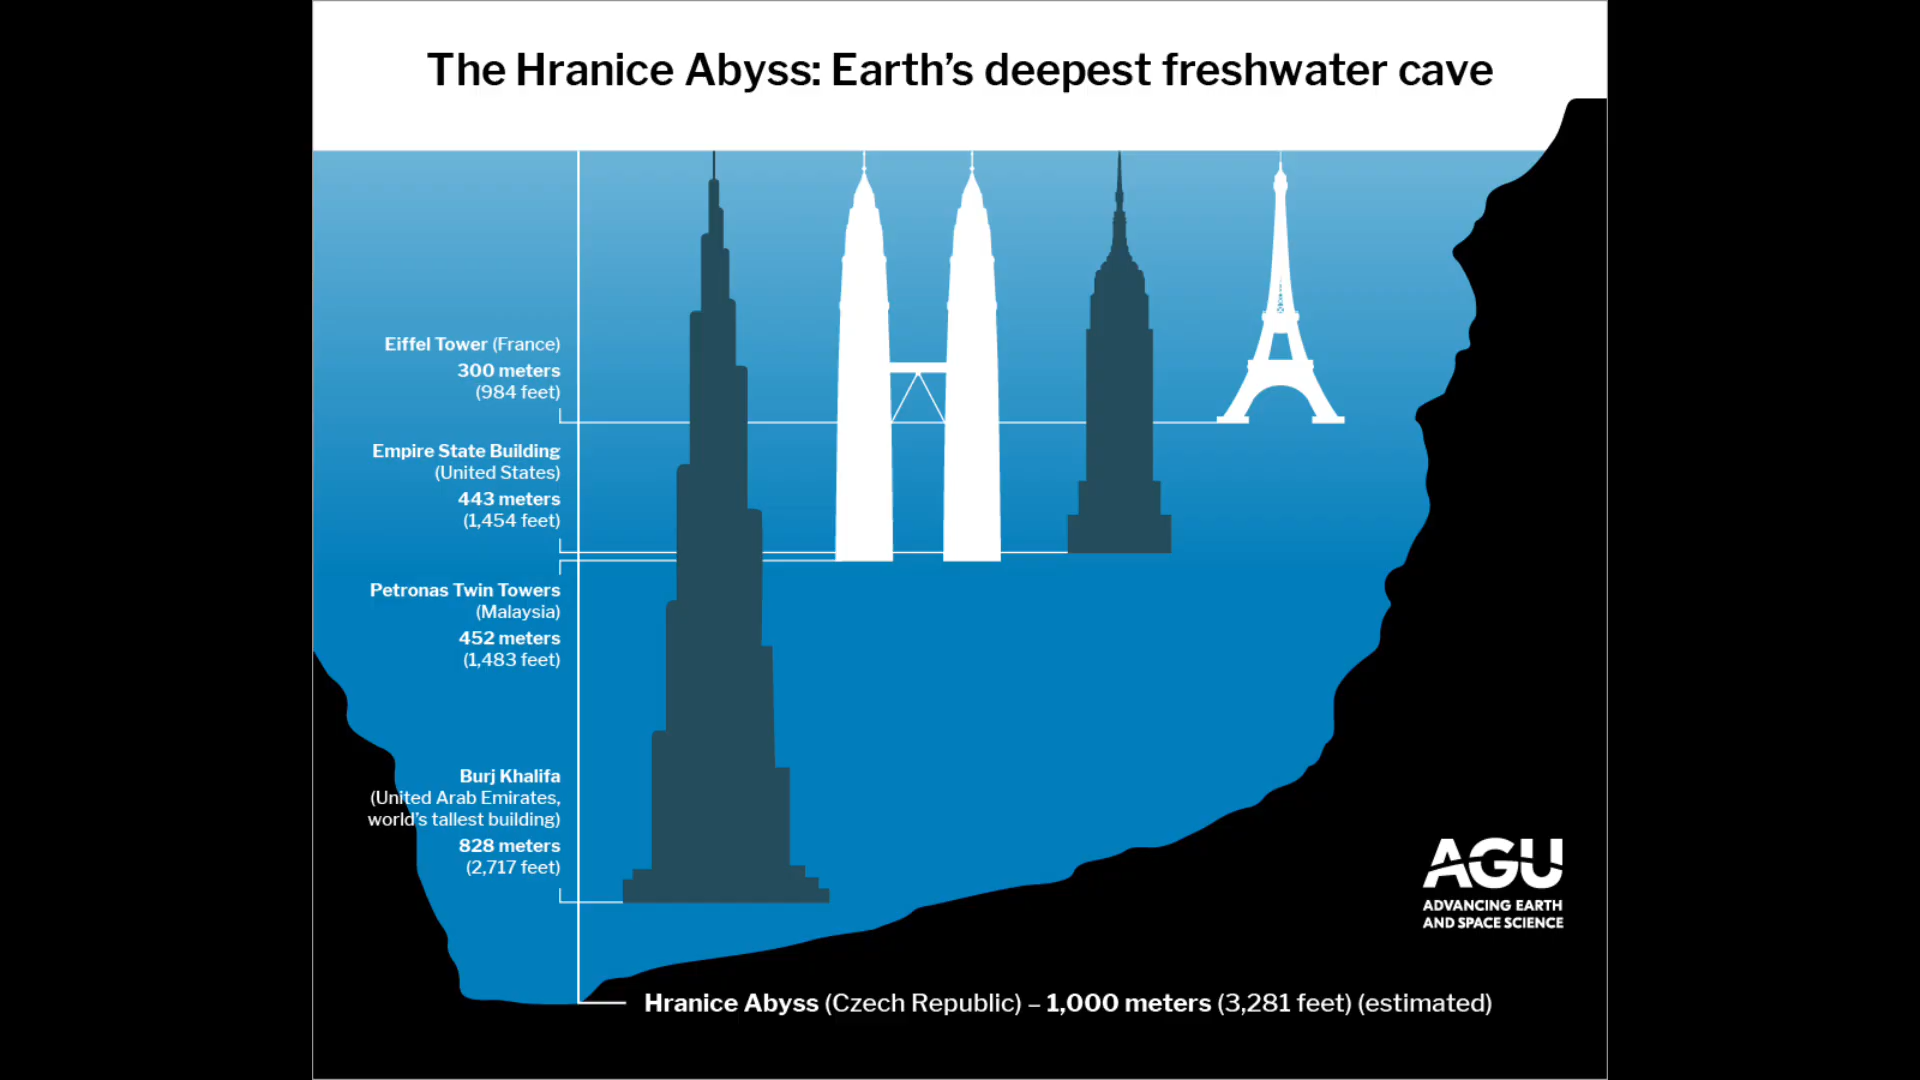 The Hranice Abyss: Earth’s deepest freshwater cave
Eiffel Tower (France)
300 meters
(984 feet)
Empire State Building
(United States)
443 meters
(1,454 feet)
Petronas Twin Towers
(Malaysia)
452 meters
(1,483 feet)
Burj Khalifa
(United Arab Emirates,
world’s tallest building)
828 meters
(2,717 feet)
AGU
ADVANCING EARTH
AND SPACE SCIENCE
Hranice Abyss (Czech Republic) – 1,000 meters (3,281 feet) (estimated)